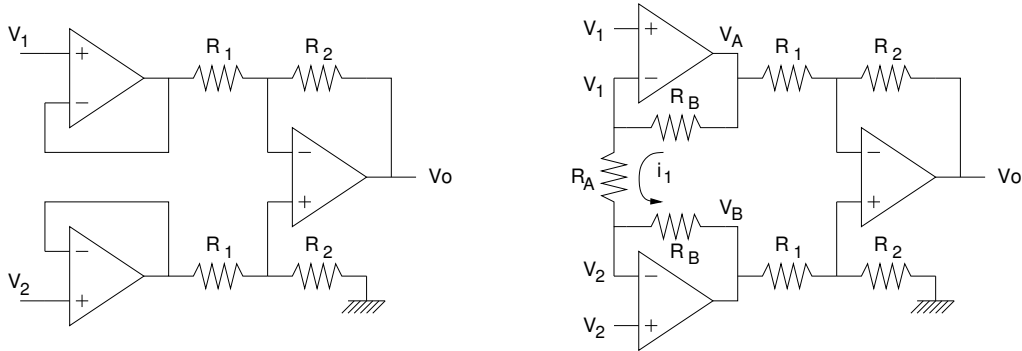 V1
+
−
R1
R2
−
+
Vo
R1
R2
−
+
V2
V1
+
VA
R1
R2
V1
−
RB
−
+
Vo
RA
i1
VB
RB
R1
R2
V2
−
V2
+